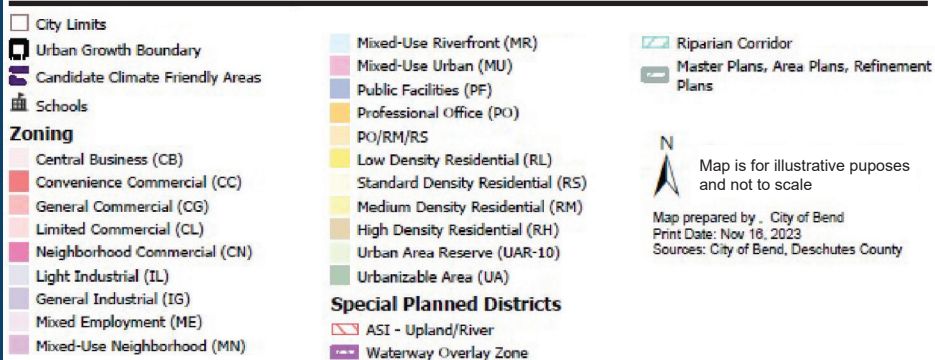 City Limits
Urban Growth Boundary
Candidate Climate Friendly Areas
Schools
Zoning
Central Business (CB)
Convenience Commercial (CC)
General Commercial (CG)
Limited Commercial (CL)
Neighborhood Commercial (CN)
Light Industrial (IL)
General Industrial (IG)
Mixed Employment (ME)
Mixed-Use Neighborhood (MN)
Mixed-Use Riverfront (MR)
Mixed-Use Urban (MU)
Public Facilities (PF)
Professional Office (PO)
PO/RM/RS
Low Density Residential (RL)
Standard Density Residential (RS)
Medium Density Residential (RM)
High Density Residential (RH)
Urban Area Reserve (UAR-10)
Urbanizable Area (UA)
Special Planned Districts
ASI - Upland/River
Waterway Overlay Zone
Riparian Corridor
Master Plans, Area Plans, Refinement
Plans
N
Map is for illustrative puposes
and not to scale
Map prepared by . City of Bend
Print Date: Nov 16, 2023
Sources: City of Bend, Deschutes County